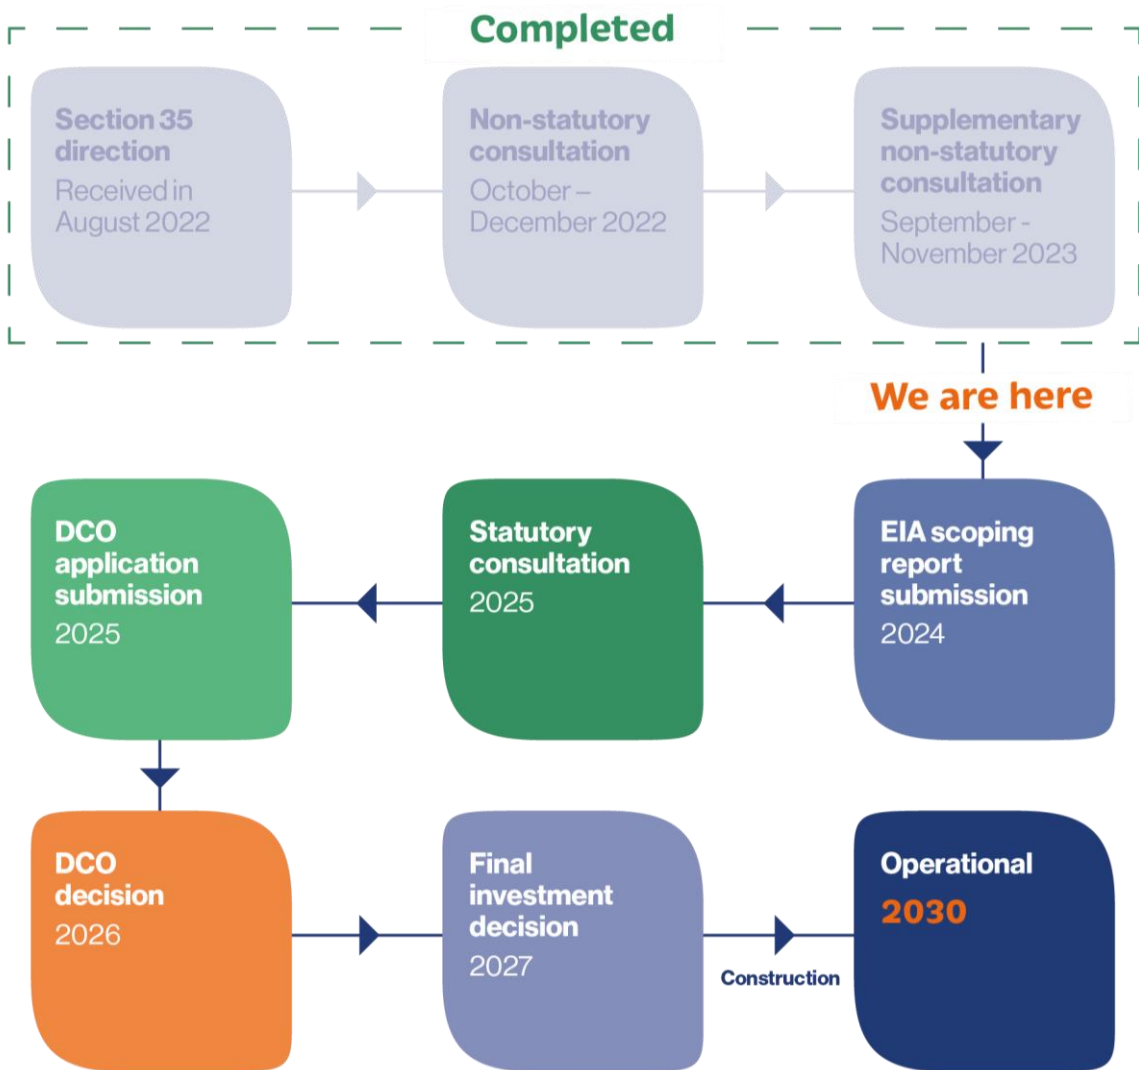 Completed
Section 35
direction
Received in
August 2022
Non-statutory
consultation
October –
December 2022
Supplementary
non-statutory
consultation
September -
November 2023
We are here
EIA scoping
report
submission
2024
Statutory
consultation
2025
DCO
application
submission
2025
DCO
decision
2026
Final
investment
decision
2027
Construction
Operational
2030